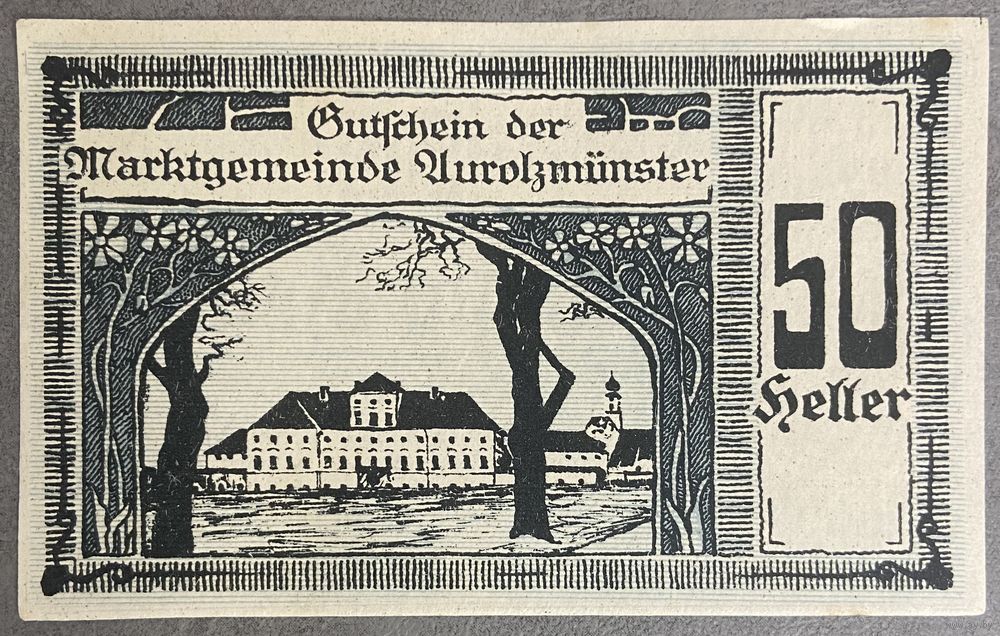 Gutschein der
Marktgemeinde Aurolzmünster
50
Heller